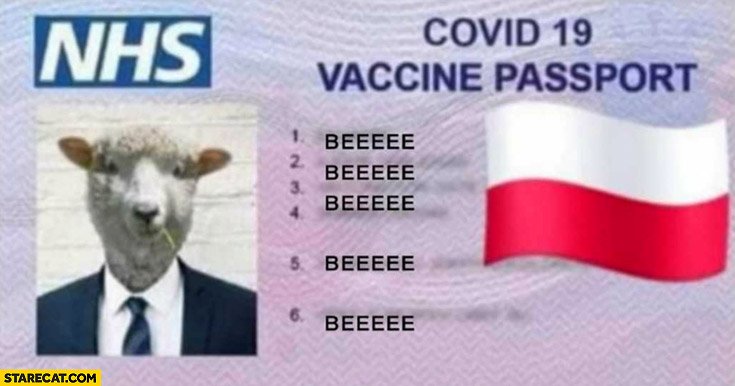 NHS
COVID 19
VACCINE PASSPORT
1. BEEEEE
2. BEEEEE
3. BEEEEE
4.
5. BEEEEE
6. BEEEEE
STARECAT.COM